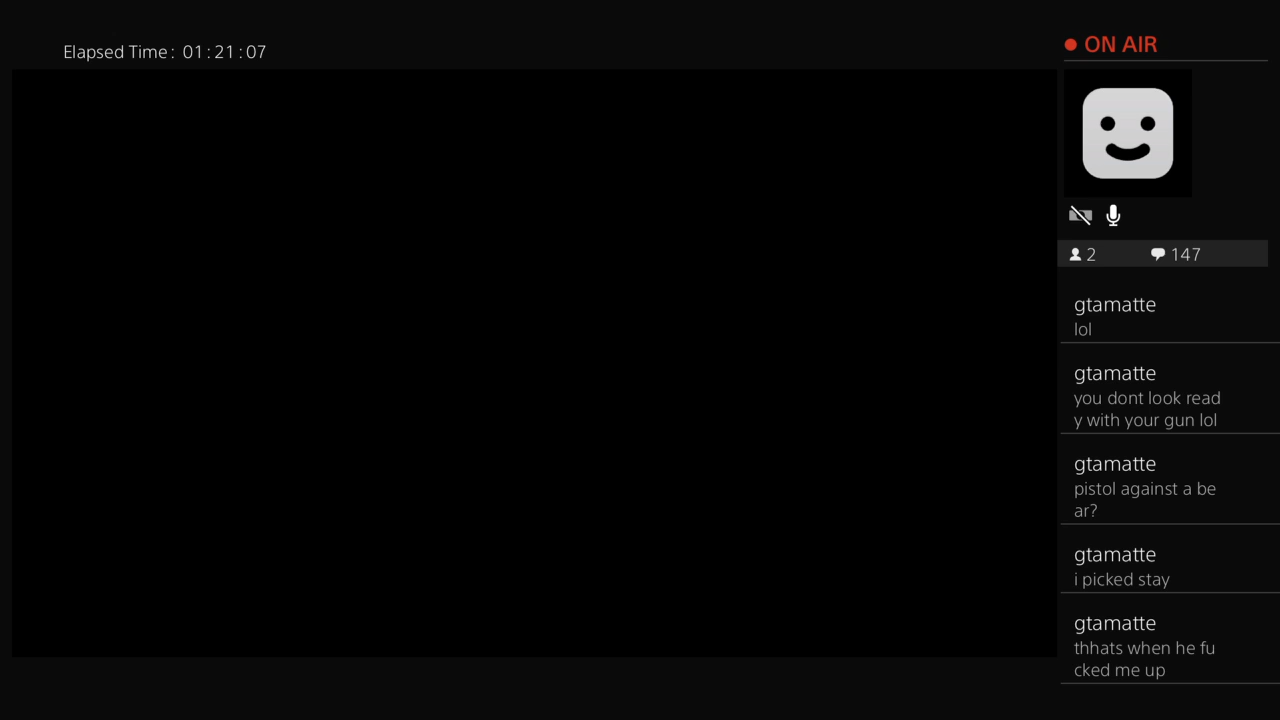 Elapsed Time: 01:21:07
ON AIR
2
147
gtamatte
lol
gtamatte
you dont look read
y with your gun lol
gtamatte
pistol against a be
ar?
gtamatte
i picked stay
gtamatte
thhats when he fu
cked me up